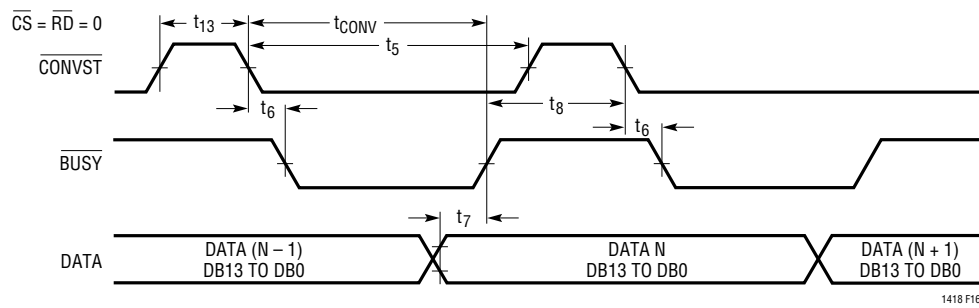 CS = RD = 0
t13
tCONV
t5
CONVST
t6
t8
t6
BUSY
t7
DATA
DATA (N – 1)
DB13 TO DB0
DATA N
DB13 TO DB0
DATA (N + 1)
DB13 TO DB0
1418 F16